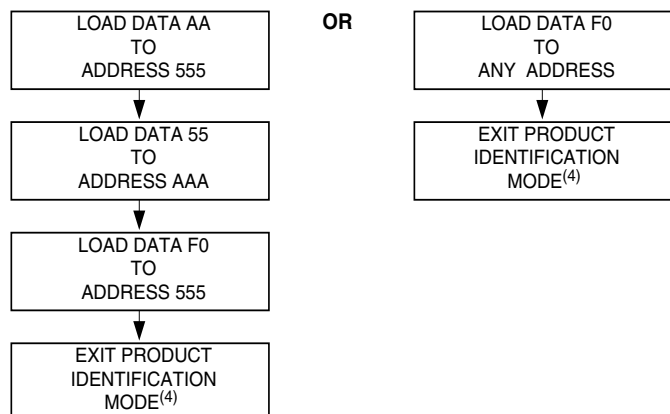 LOAD DATA AA
TO
ADDRESS 555
LOAD DATA 55
TO
ADDRESS AAA
LOAD DATA F0
TO
ADDRESS 555
EXIT PRODUCT
IDENTIFICATION
MODE(4)
OR
LOAD DATA F0
TO
ANY ADDRESS
EXIT PRODUCT
IDENTIFICATION
MODE(4)